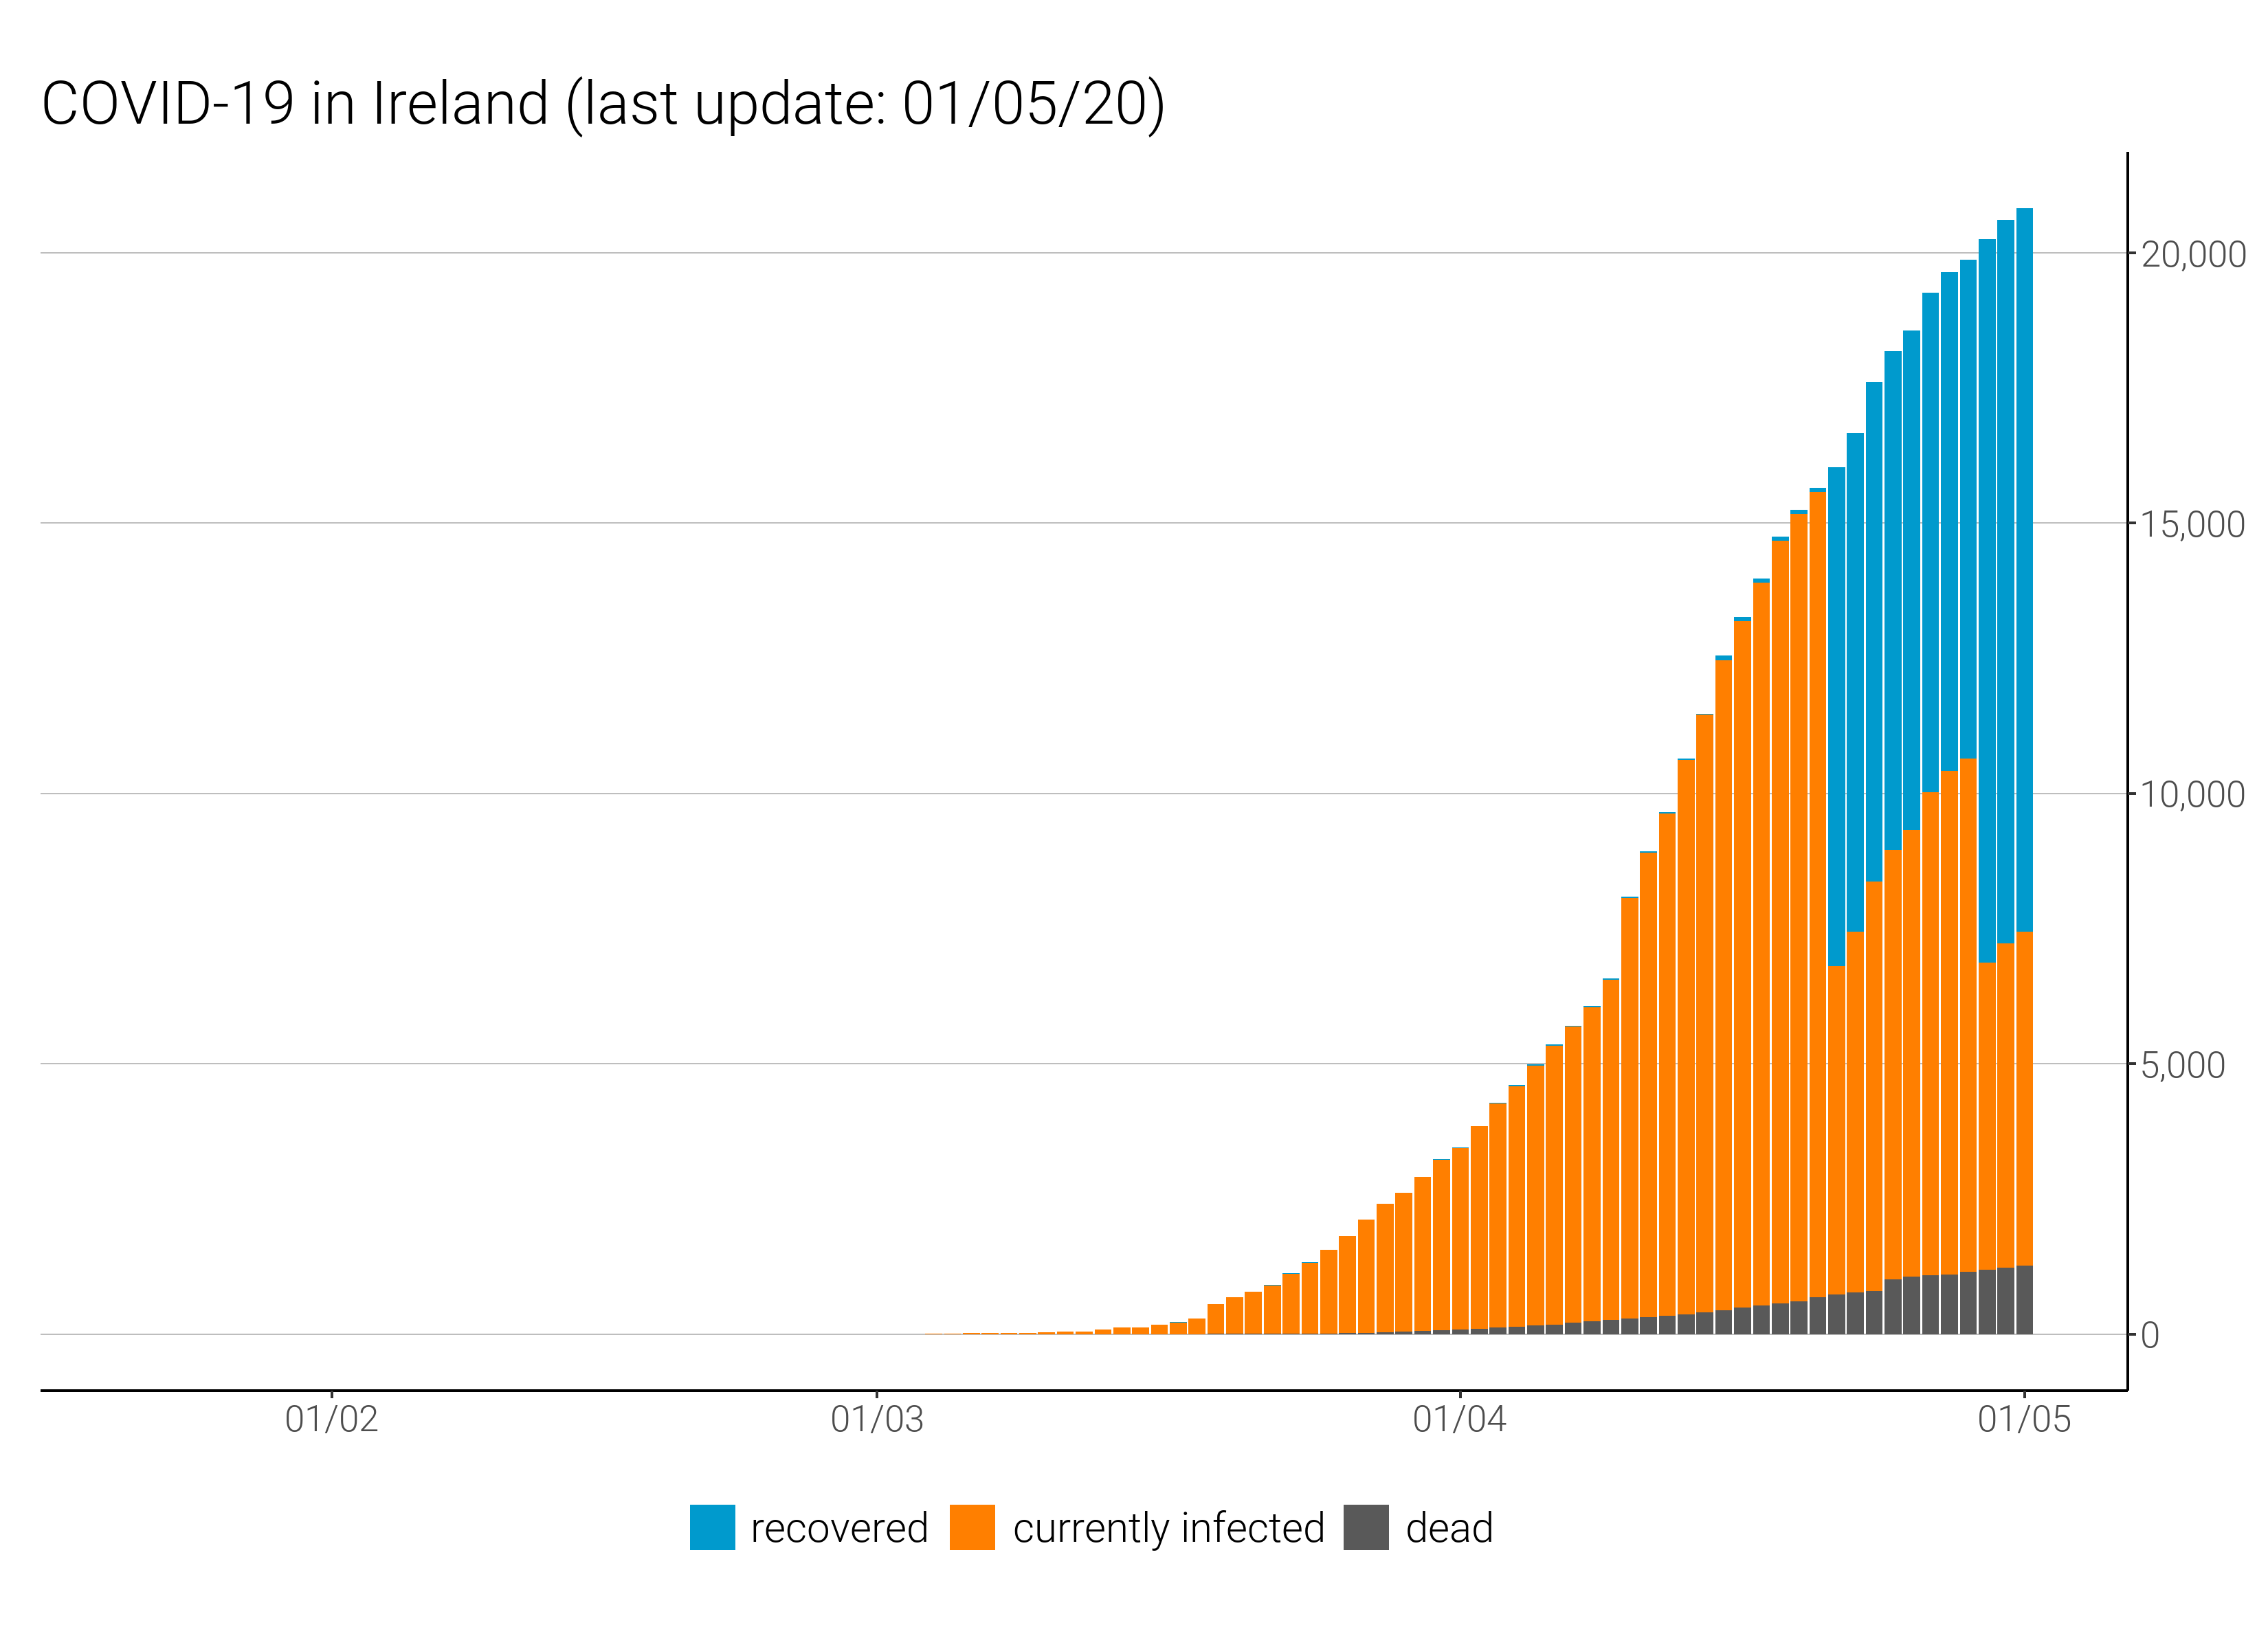 COVID-19 in Ireland (last update: 01/05/20)
20,000
15,000
10,000
5,000
0
01/02 01/03 01/04 01/05
recovered currently infected dead